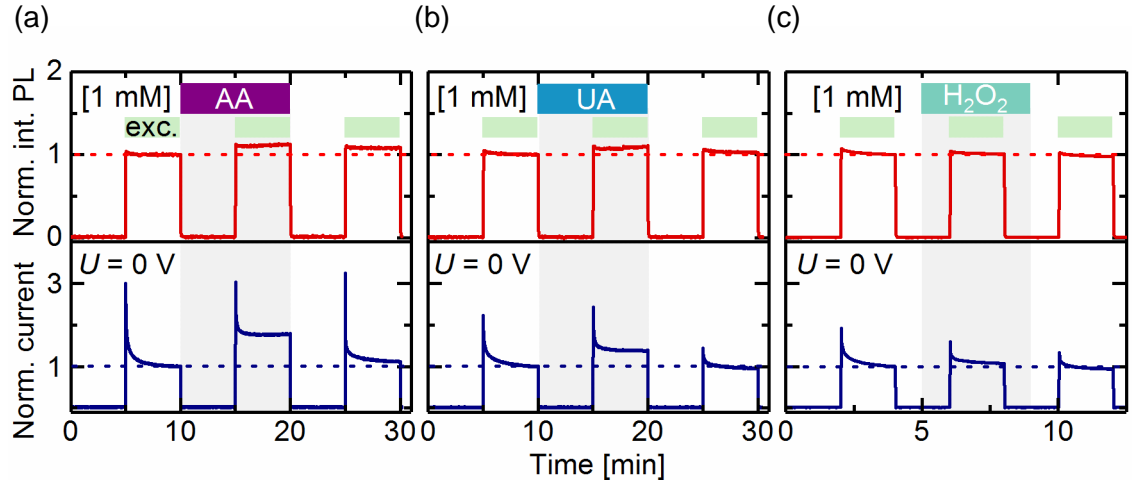 (a)
(b)
(c)
Norm. int. PL
2
1
0
[1 mM]
AA
exc.
[1 mM]
UA
[1 mM]
H₂O₂
Norm. current
3
1
U = 0 V
U = 0 V
U = 0 V
0 10 20 30
0 10 20 30
0 5 10
Time [min]